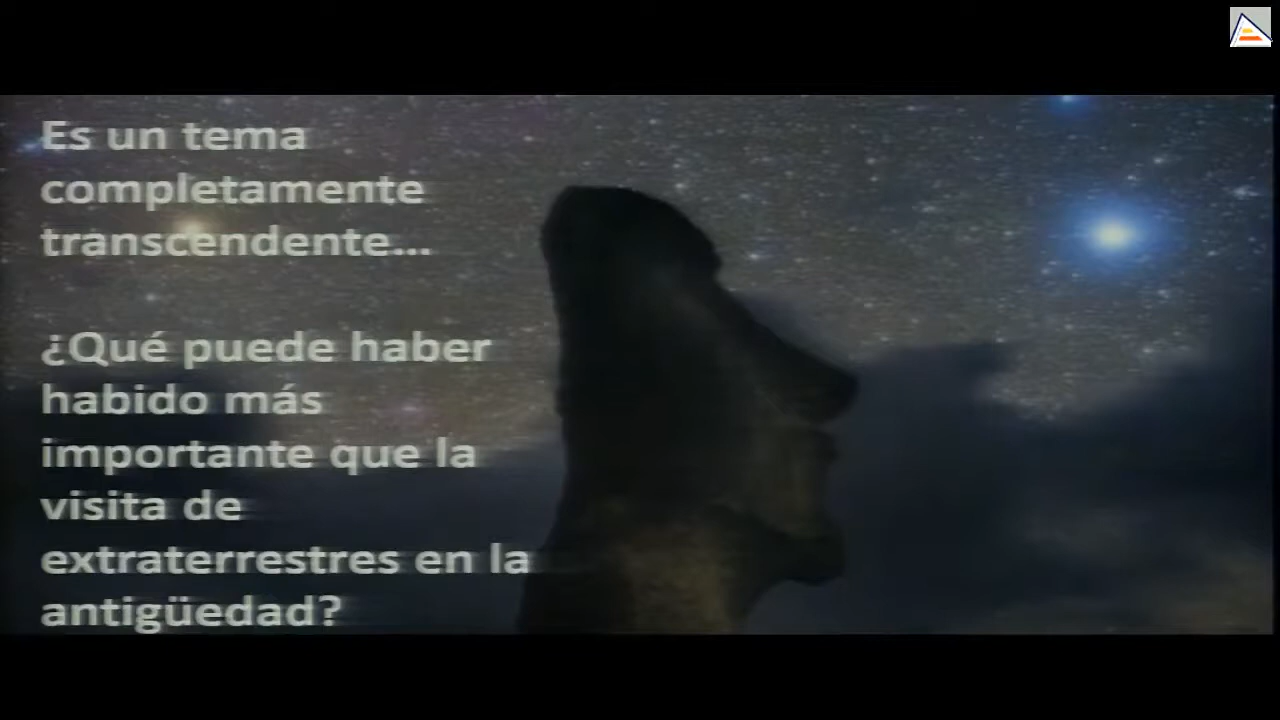 Es un tema
completamente
transcendente...
¿Qué puede haber
habido más
importante que la
visita de
extraterrestres en la
antigüedad?